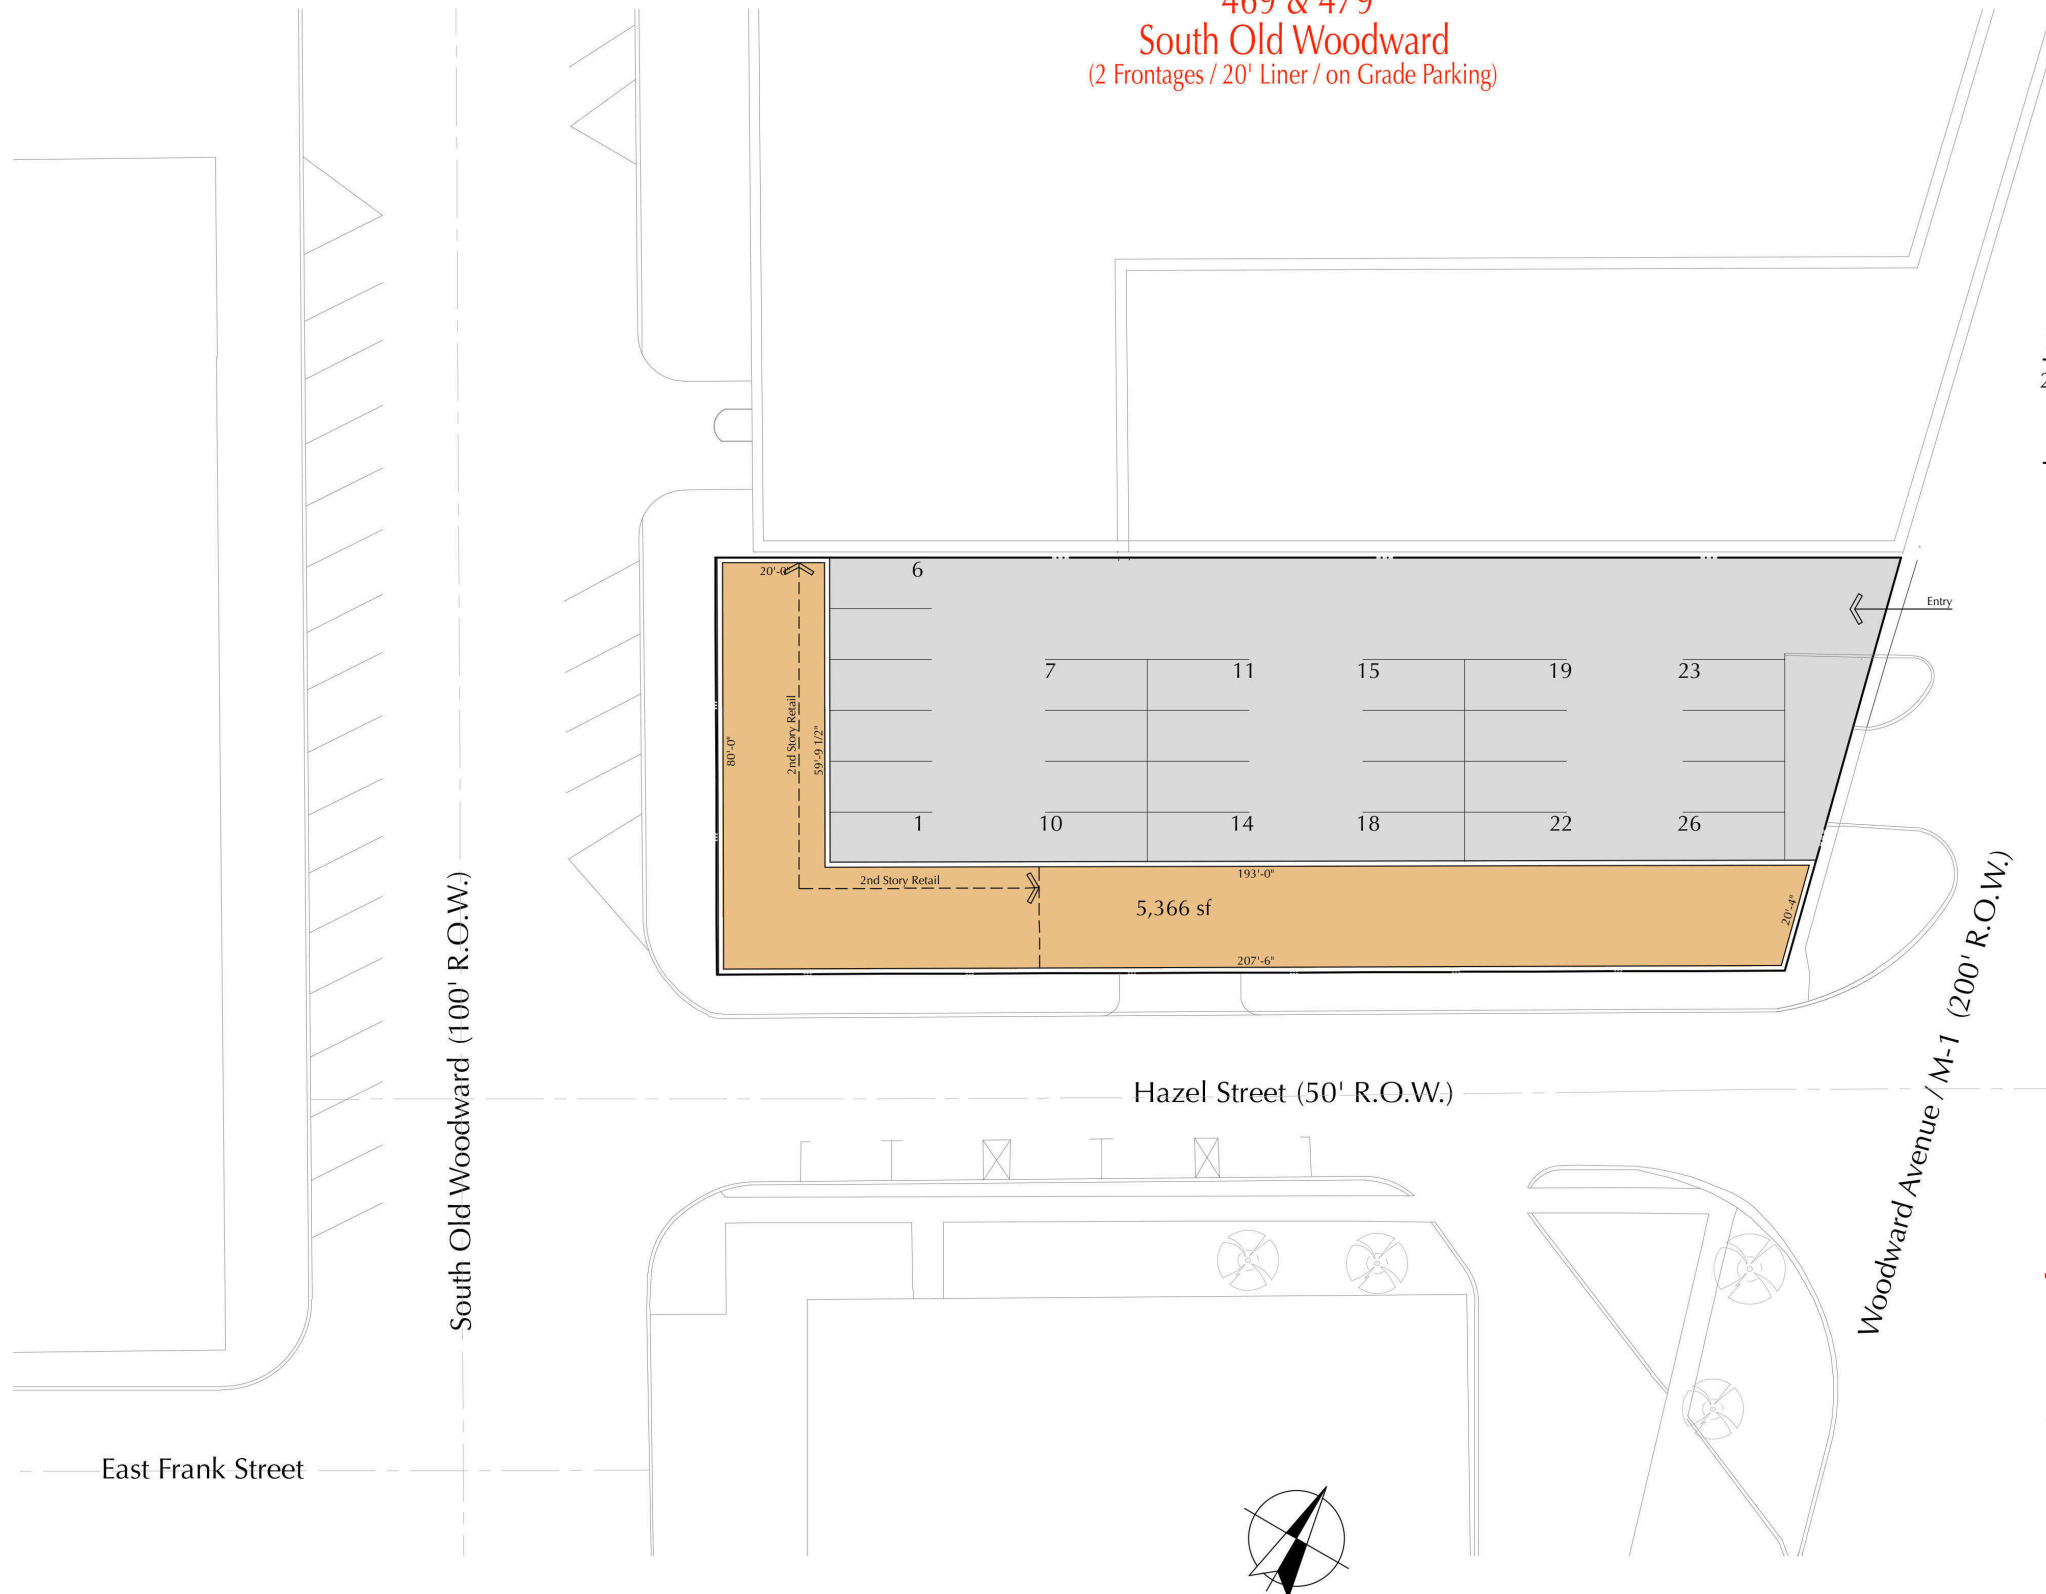 469 & 479
South Old Woodward
(2 Frontages / 20' Liner / on Grade Parking)
20'-0"
6
Entry
7
11
15
19
23
80'-0"
2nd Story Retail
59'-9 1/2"
1
10
14
18
22
26
2nd Story Retail
193'-0"
5,366 sf
20'-4"
207'-6"
South Old Woodward (100' R.O.W.)
Hazel Street (50' R.O.W.)
Woodward Avenue / M-1 (200' R.O.W.)
East Frank Street